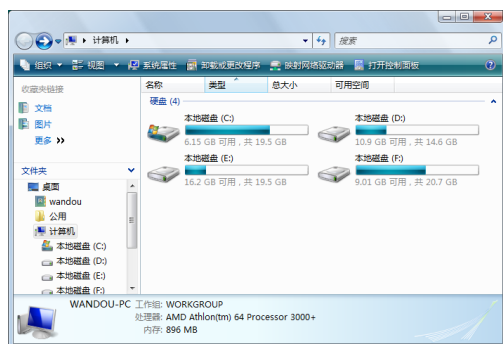 计算机
搜索
组织 视图 系统属性 卸载或更改程序 映射网络驱动器 打开控制面板
收藏夹链接
文档
图片
更多 >>
文件夹
桌面
wandou
公用
计算机
本地磁盘 (C:)
本地磁盘 (D:)
本地磁盘 (E:)
本地磁盘 (F:)
名称 类型 总大小 可用空间
硬盘 (4)
本地磁盘 (C:)
6.15 GB 可用，共 19.5 GB
本地磁盘 (D:)
10.9 GB 可用，共 14.6 GB
本地磁盘 (E:)
16.2 GB 可用，共 19.5 GB
本地磁盘 (F:)
9.01 GB 可用，共 20.7 GB
WANDOU-PC 工作组: WORKGROUP
处理器: AMD Athlon(tm) 64 Processor 3000+
内存: 896 MB